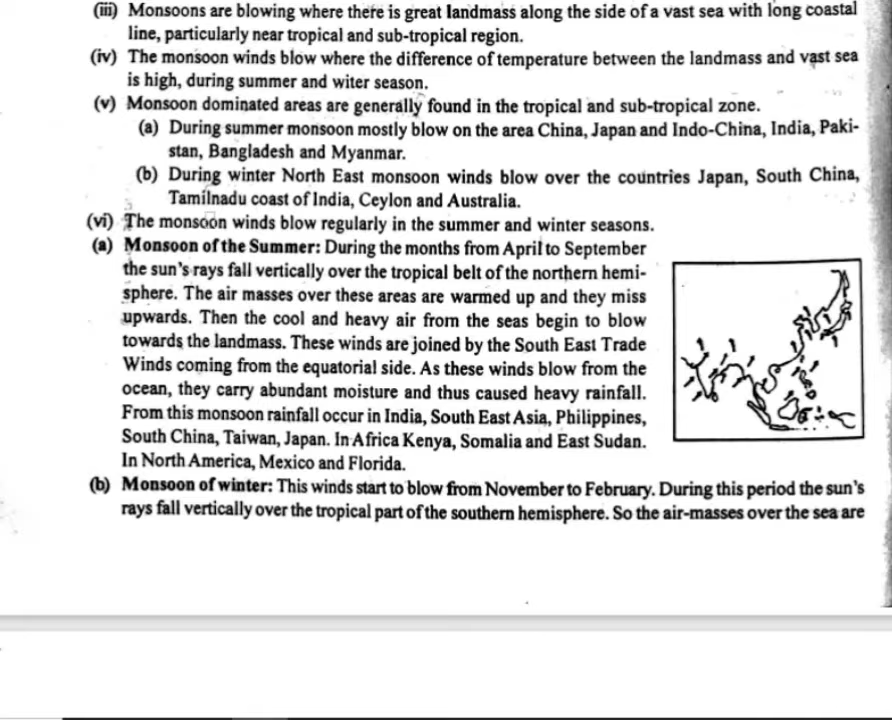 (iii) Monsoons are blowing where there is great landmass along the side of a vast sea with long coastal
line, particularly near tropical and sub-tropical region.
(iv) The monsoon winds blow where the difference of temperature between the landmass and vast sea
is high, during summer and witer season.
(v) Monsoon dominated areas are generally found in the tropical and sub-tropical zone.
(a) During summer monsoon mostly blow on the area China, Japan and Indo-China, India, Paki-
stan, Bangladesh and Myanmar.
(b) During winter North East monsoon winds blow over the countries Japan, South China,
Tamilnadu coast of India, Ceylon and Australia.
(vi) The monsoon winds blow regularly in the summer and winter seasons.
(a) Monsoon of the Summer: During the months from April to September
the sun's rays fall vertically over the tropical belt of the northern hemi-
sphere. The air masses over these areas are warmed up and they miss
upwards. Then the cool and heavy air from the seas begin to blow
towards the landmass. These winds are joined by the South East Trade
Winds coming from the equatorial side. As these winds blow from the
ocean, they carry abundant moisture and thus caused heavy rainfall.
From this monsoon rainfall occur in India, South East Asia, Philippines,
South China, Taiwan, Japan. In Africa Kenya, Somalia and East Sudan.
In North America, Mexico and Florida.
(b) Monsoon of winter: This winds start to blow from November to February. During this period the sun's
rays fall vertically over the tropical part of the southern hemisphere. So the air-masses over the sea are